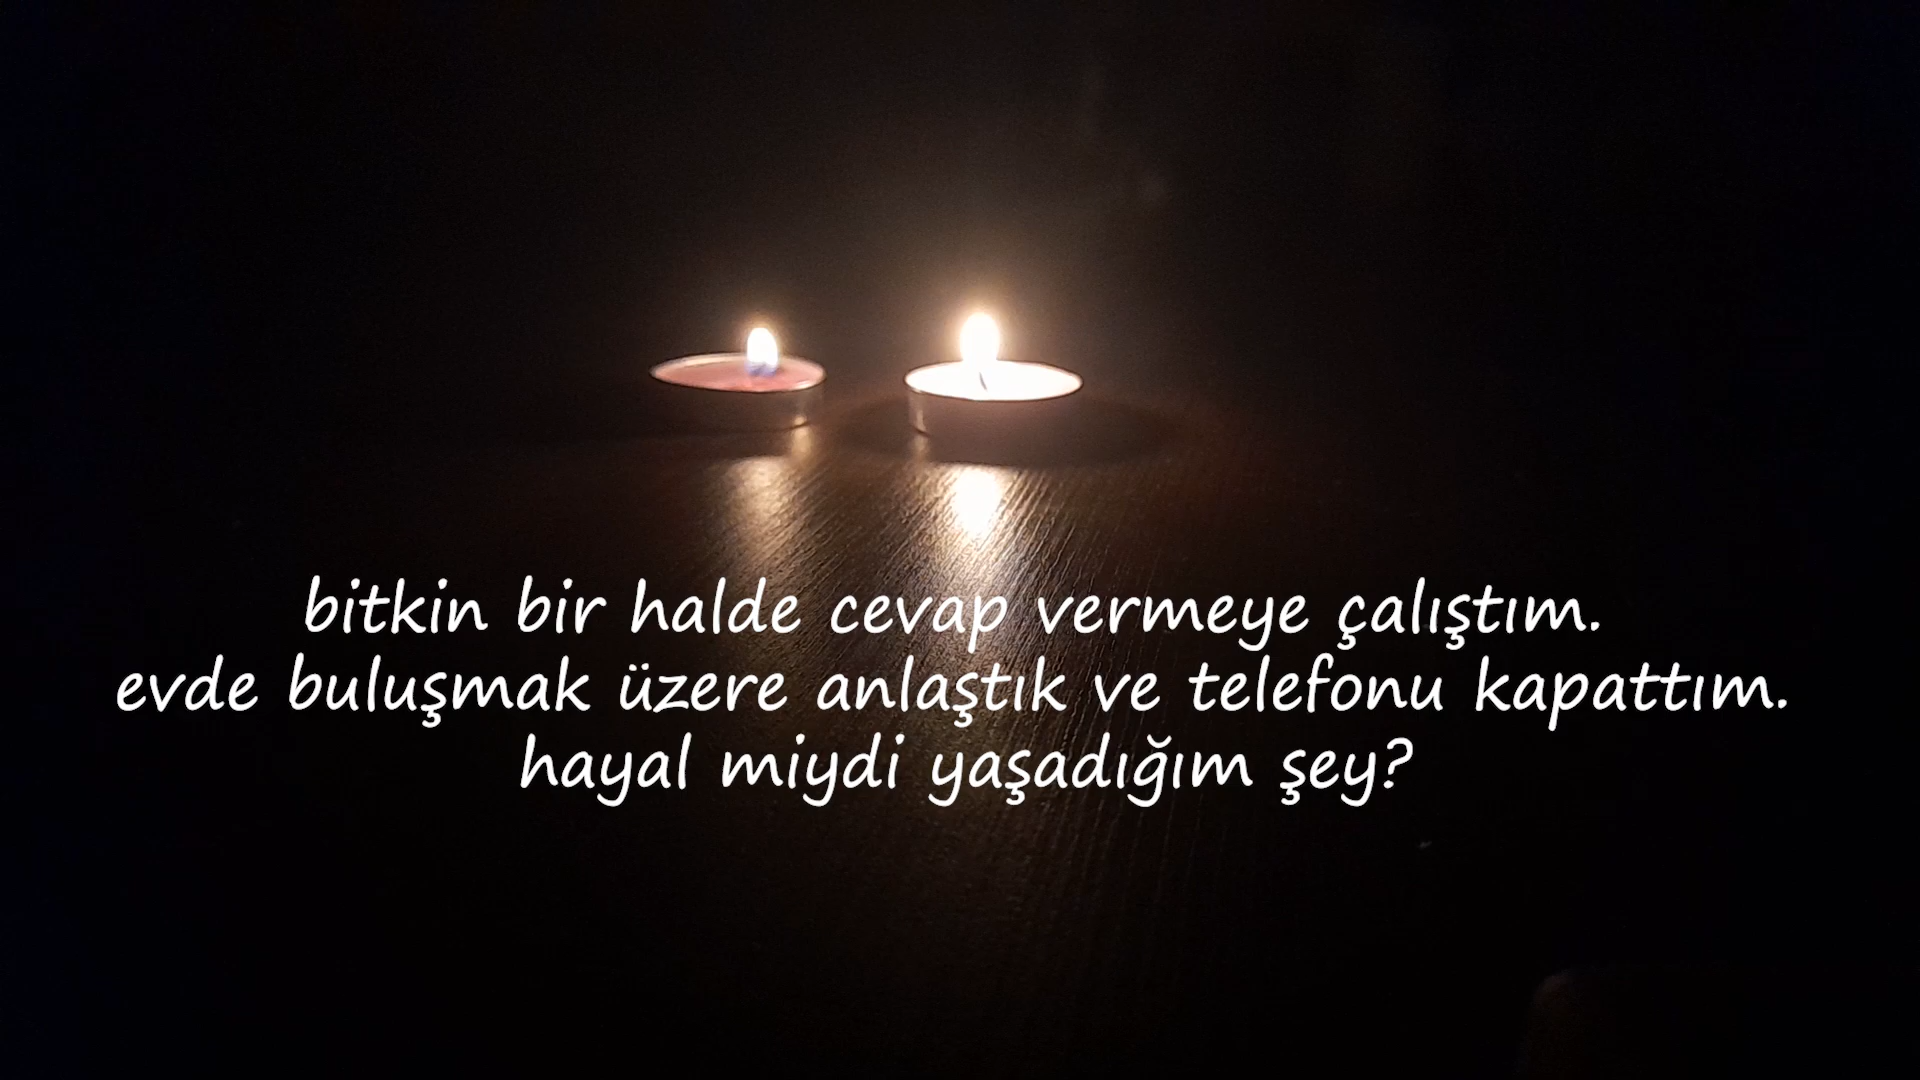 bitkin bir halde cevap vermeye çalıştım.
evde buluşmak üzere anlaştık ve telefonu kapattım.
hayal miydi yaşadığım şey?